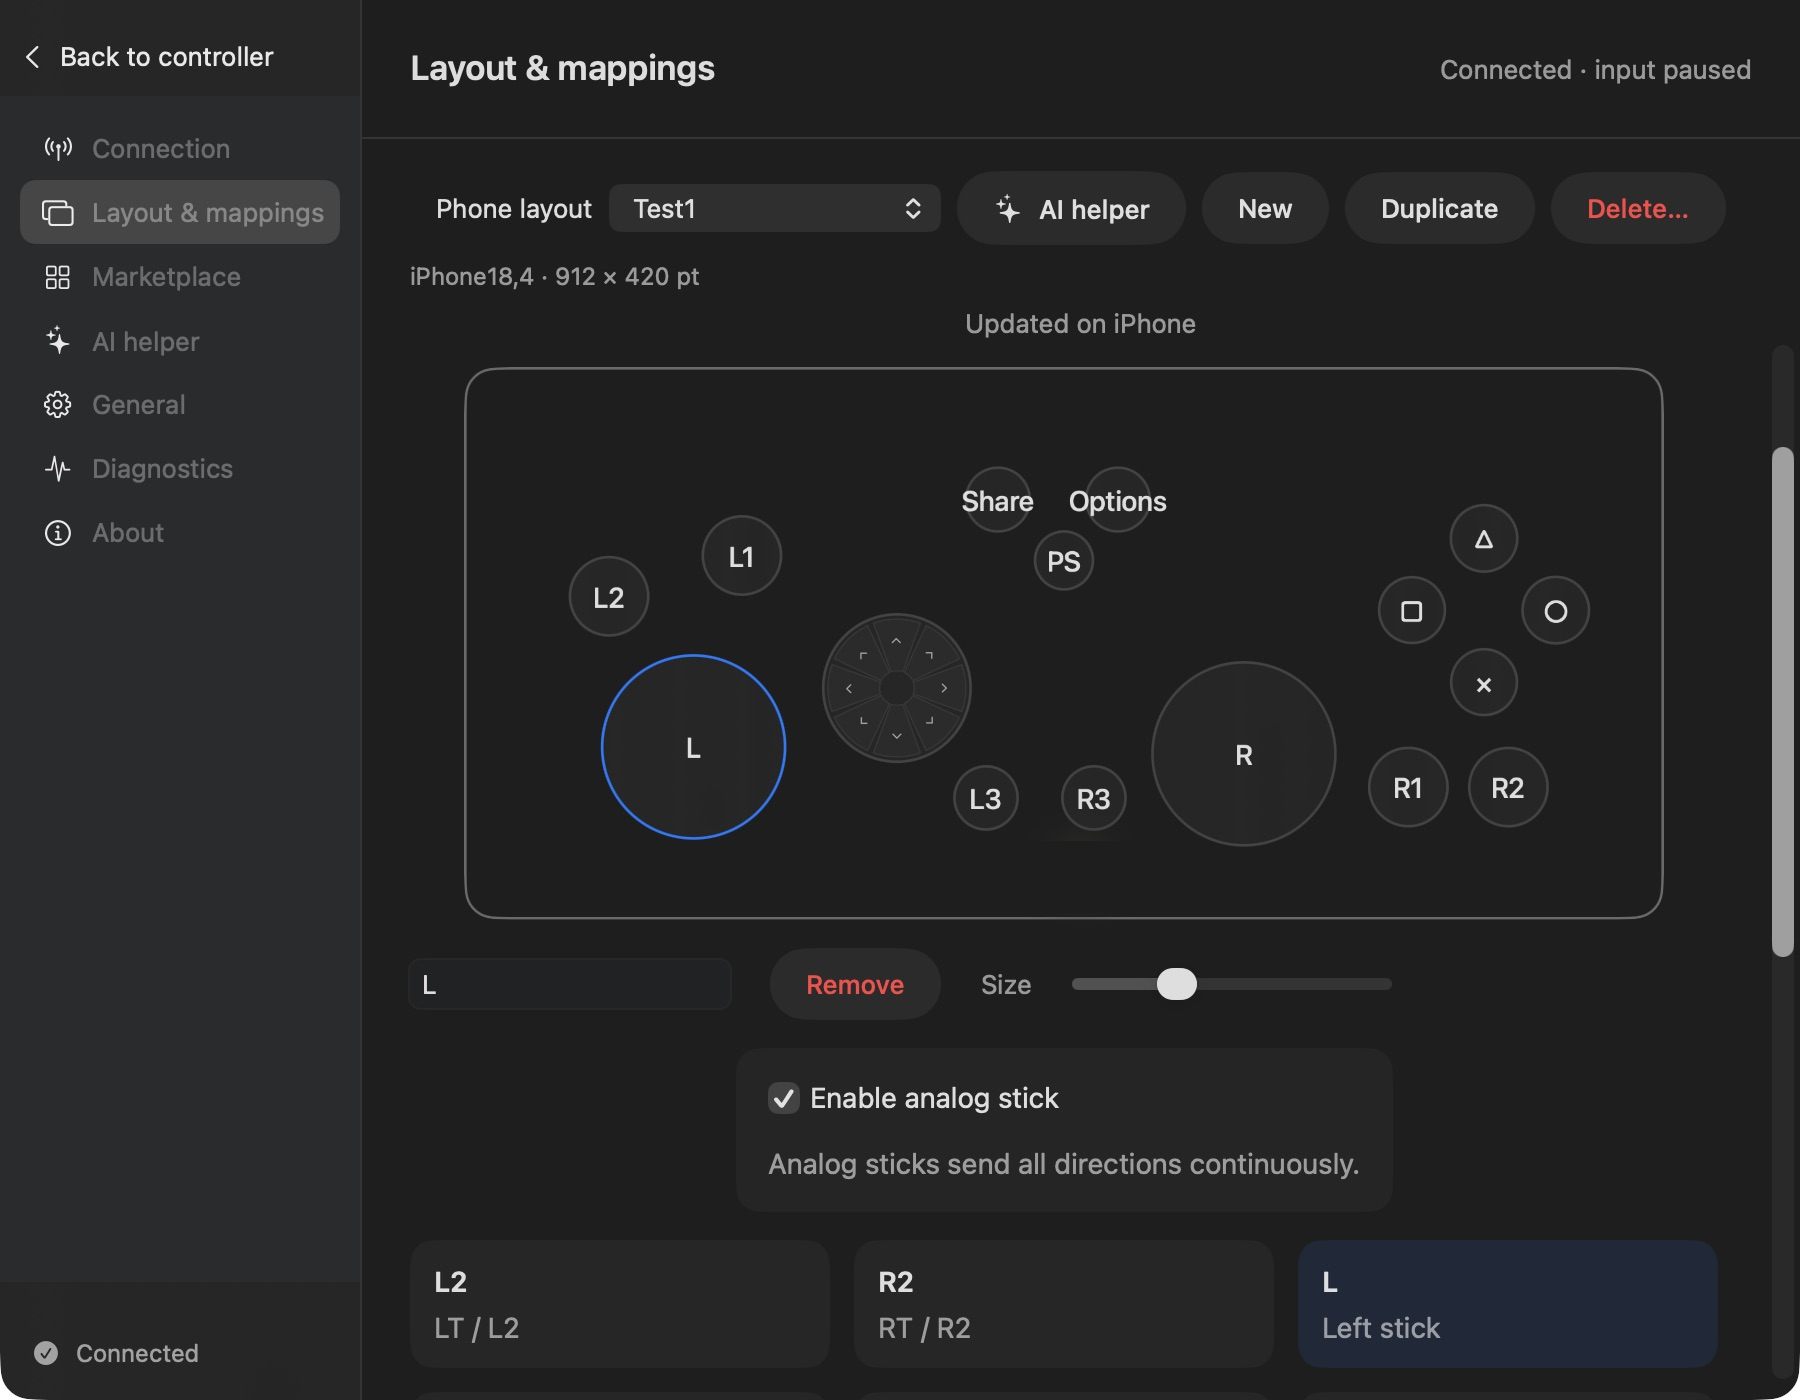 Back to controller
Connection
Layout & mappings
Marketplace
AI helper
General
Diagnostics
About
Connected
Layout & mappings
Connected · input paused
Phone layout
Test1
AI helper
New
Duplicate
Delete...
iPhone18,4 · 912 × 420 pt
Updated on iPhone
Share
Options
PS
L1
L2
L
L3
R3
R
R1
R2
L
Remove
Size
Enable analog stick
Analog sticks send all directions continuously.
L2
LT / L2
R2
RT / R2
L
Left stick